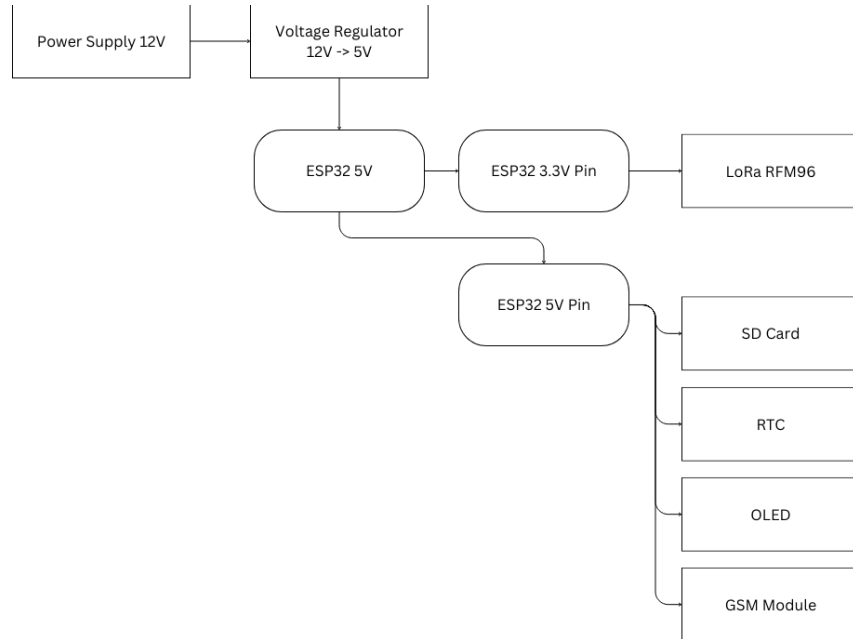 Power Supply 12V
Voltage Regulator
12V -> 5V
ESP32 5V
ESP32 3.3V Pin
LoRa RFM96
ESP32 5V Pin
SD Card
RTC
OLED
GSM Module